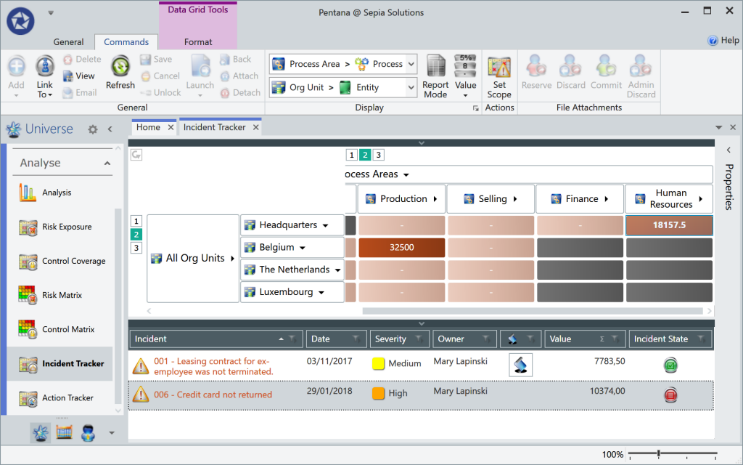 Data Grid Tools
Pentana @ Sepia Solutions
General
Commands
Format
Help
Add
Link To
Delete
View
Email
Refresh
Save
Cancel
Unlock
Launch
Back
Attach
Detach
General
Process Area > Process
Org Unit > Entity
Report Mode
Value
Display
Set Scope
Actions
Reserve
Discard
Commit
Admin Discard
File Attachments
Universe
Home
Incident Tracker
Analyse
Analysis
Risk Exposure
Control Coverage
Risk Matrix
Control Matrix
Incident Tracker
Action Tracker
1 2 3
ocess Areas
Production
Selling
Finance
Human Resources
1
2
3
All Org Units
Headquarters
- - - 18157.5
Belgium
32500 -
The Netherlands
- -
Luxembourg
- -
Properties
Incident Date Severity Owner Value Σ Incident State
001 - Leasing contract for ex-
employee was not terminated.
03/11/2017 Medium Mary Lapinski 7783,50
006 - Credit card not returned 29/01/2018 High Mary Lapinski 10374,00
100%